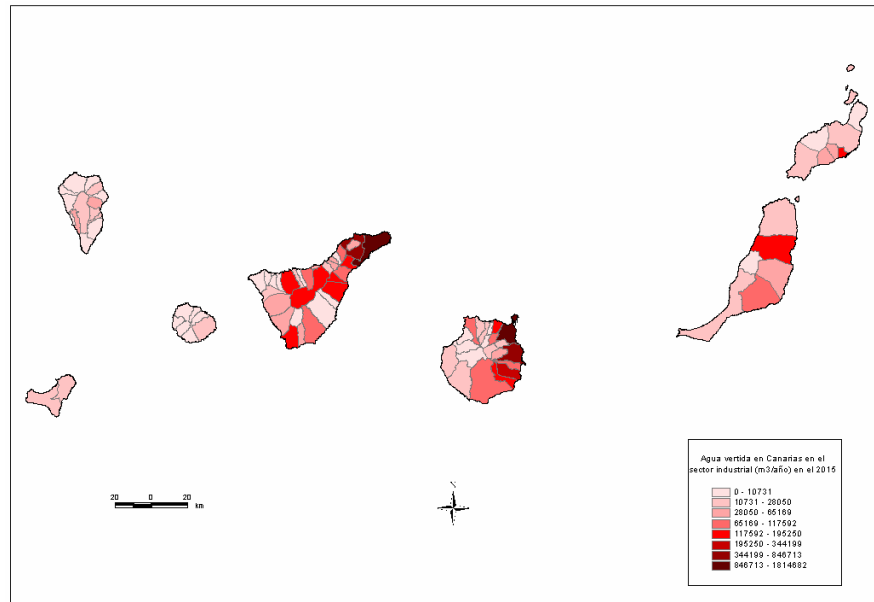 Agua vertida en Canarias en el
sector industrial (m3/año) en el 2015
0 - 10731
10731 - 28050
28050 - 65169
65169 - 117592
117592 - 195250
195250 - 344199
344199 - 846713
846713 - 1814682
20 0 20
km
N